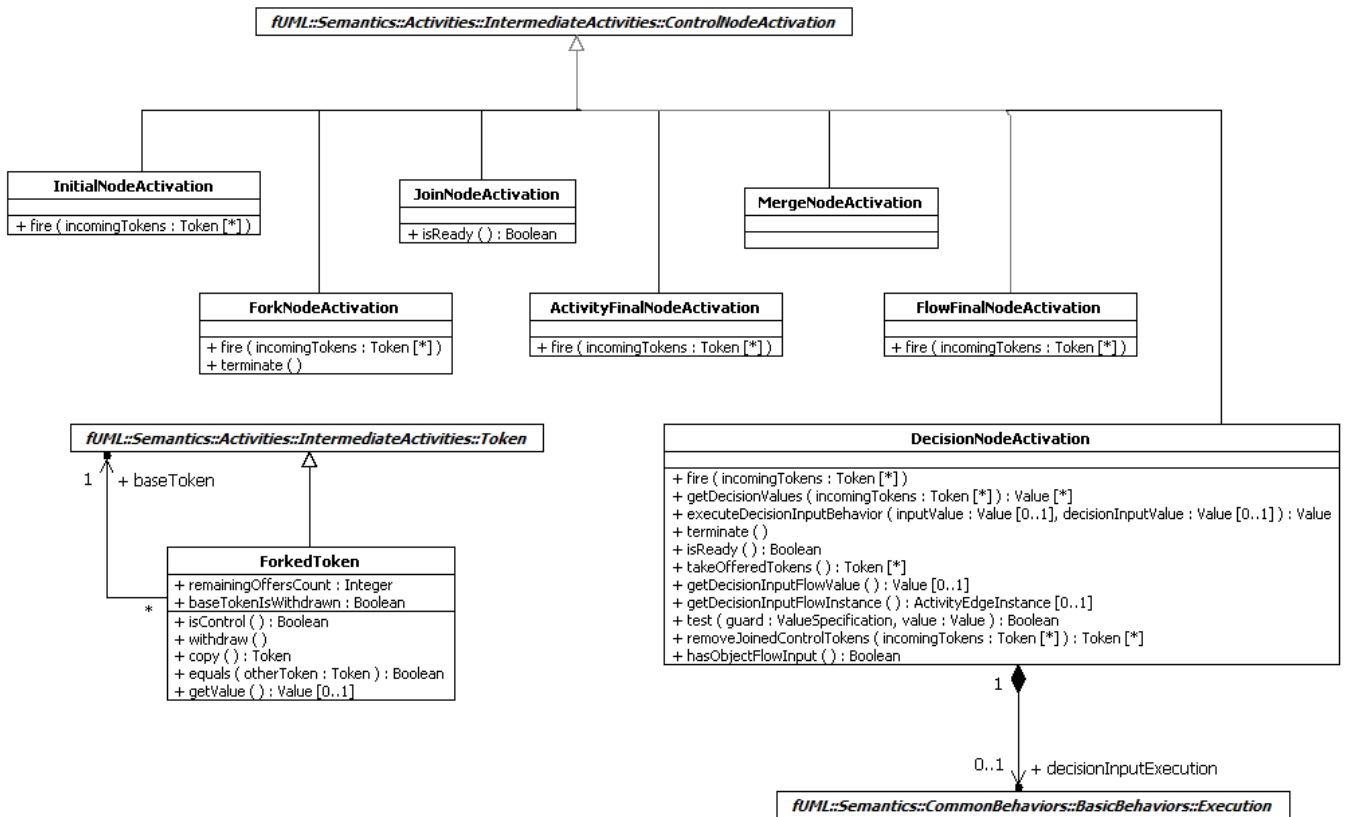 fUML::Semantics::Activities::IntermediateActivities::ControlNodeActivation
InitialNodeActivation
+ fire ( incomingTokens : Token [*] )
JoinNodeActivation
+ isReady ( ) : Boolean
MergeNodeActivation
ForkNodeActivation
+ fire ( incomingTokens : Token [*] )
+ terminate ( )
ActivityFinalNodeActivation
+ fire ( incomingTokens : Token [*] )
FlowFinalNodeActivation
+ fire ( incomingTokens : Token [*] )
fUML::Semantics::Activities::IntermediateActivities::Token
1
+ baseToken
*
ForkedToken
+ remainingOffersCount : Integer
+ baseTokenIsWithdrawn : Boolean
+ isControl ( ) : Boolean
+ withdraw ( )
+ copy ( ) : Token
+ equals ( otherToken : Token ) : Boolean
+ getValue ( ) : Value [0..1]
DecisionNodeActivation
+ fire ( incomingTokens : Token [*] )
+ getDecisionValues ( incomingTokens : Token [*] ) : Value [*]
+ executeDecisionInputBehavior ( inputValue : Value [0..1], decisionInputValue : Value [0..1] ) : Value
+ terminate ( )
+ isReady ( ) : Boolean
+ takeOfferedTokens ( ) : Token [*]
+ getDecisionInputFlowValue ( ) : Value [0..1]
+ getDecisionInputFlowInstance ( ) : ActivityEdgeInstance [0..1]
+ test ( guard : ValueSpecification, value : Value ) : Boolean
+ removeJoinedControlTokens ( incomingTokens : Token [*] ) : Token [*]
+ hasObjectFlowInput ( ) : Boolean
1
0..1
+ decisionInputExecution
fUML::Semantics::CommonBehaviors::BasicBehaviors::Execution